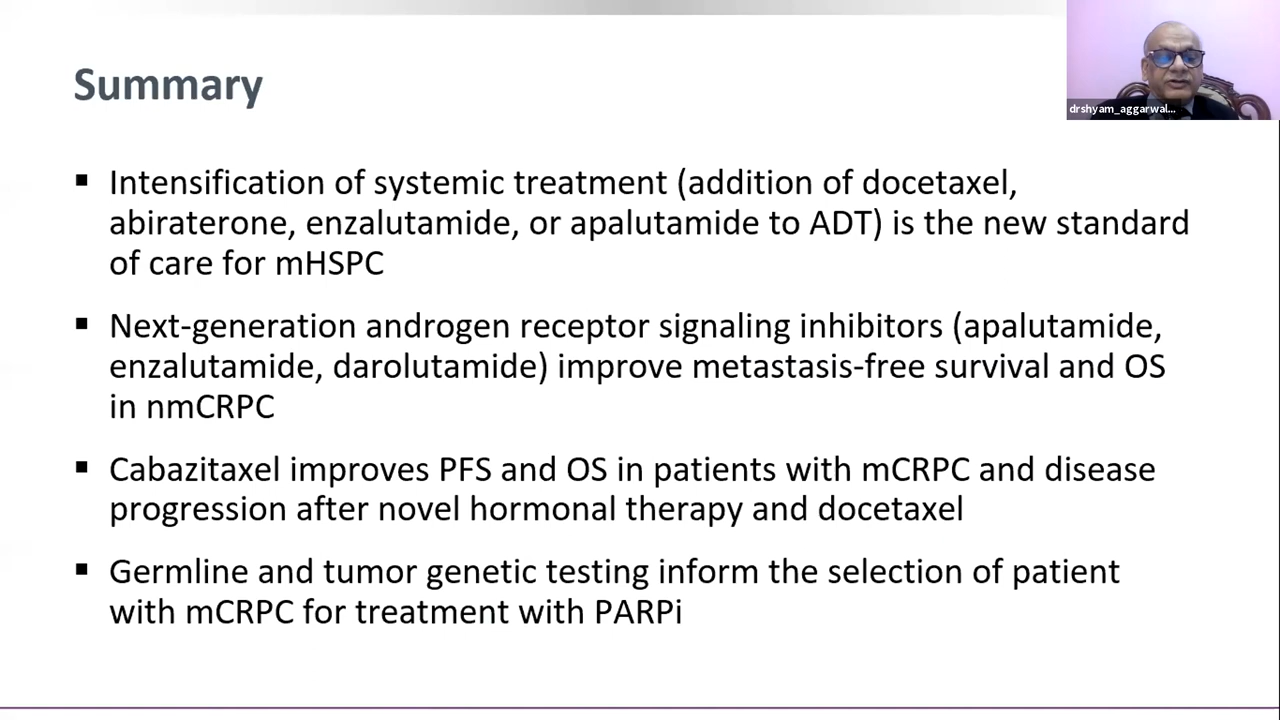 Summary
drshyam_aggarwal...
▪ Intensification of systemic treatment (addition of docetaxel,
abiraterone, enzalutamide, or apalutamide to ADT) is the new standard
of care for mHSPC
▪ Next-generation androgen receptor signaling inhibitors (apalutamide,
enzalutamide, darolutamide) improve metastasis-free survival and OS
in nmCRPC
▪ Cabazitaxel improves PFS and OS in patients with mCRPC and disease
progression after novel hormonal therapy and docetaxel
▪ Germline and tumor genetic testing inform the selection of patient
with mCRPC for treatment with PARPi